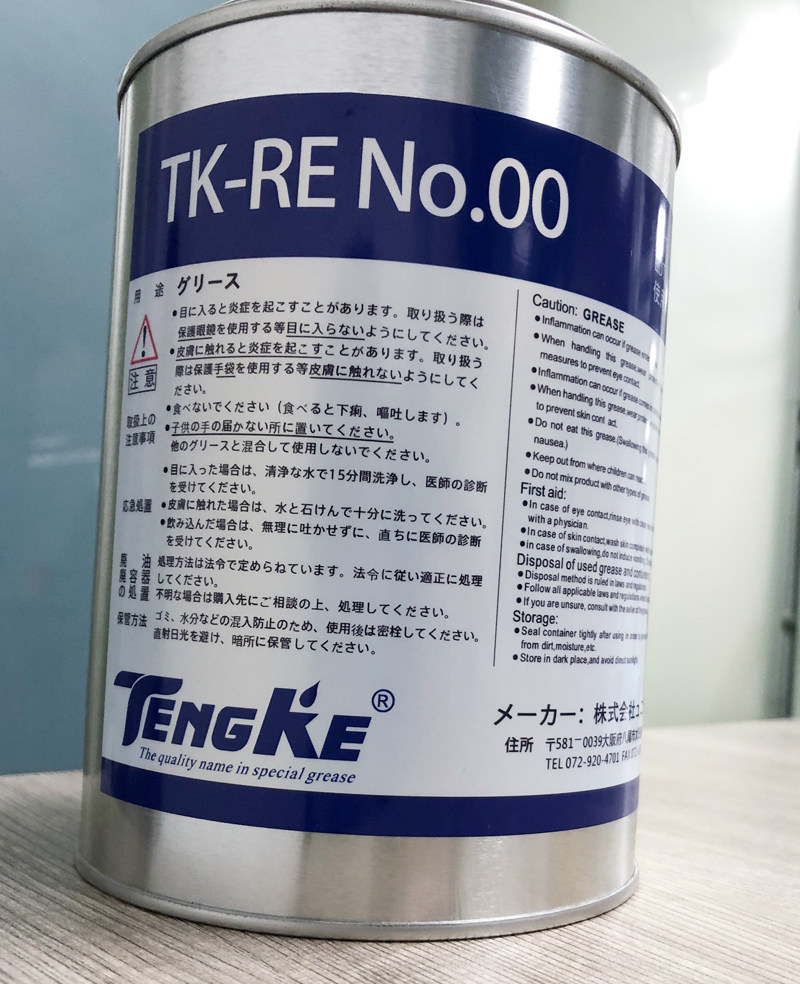 TK-RE No.00
用 途 グリース
注意
取扱上の
注意事項
●目に入ると炎症を起こすことがあります。取り扱う際は
保護眼鏡を使用する等目に入らないようにしてください。
●皮膚に触れると炎症を起こすことがあります。取り扱う
際は保護手袋を使用する等皮膚に触れないようにしてく
ださい。
●食べないでください（食べると下痢、嘔吐します）。
●子供の手の届かない所に置いてください。
他のグリースと混合して使用しないでください。
応急処置
●目に入った場合は、清浄な水で15分間洗浄し、医師の診断
を受けてください。
●皮膚に触れた場合は、水と石けんで十分に洗ってください。
●飲み込んだ場合は、無理に吐かせずに、直ちに医師の診断
を受けてください。
廃 油
廃容器
の処置
処理方法は法令で定められています。法令に従い適正に処理
してください。
不明な場合は購入先にご相談の上、処理してください。
保管方法
ゴミ、水分などの混入防止のため、使用後は密栓してください。
直射日光を避け、暗所に保管してください。
Caution: GREASE
●Inflammation can occur if grease
●When handling this grease,wear
measures to prevent eye contact.
●Inflammation can occur if grease
●When handling this grease,wear
to prevent skin cont act.
●Do not eat this grease.(Swallowing
nausea.)
●Keep out from where children can
●Do not mix product with other types of
First aid:
●In case of eye contact,rinse eye with
with a physician.
●In case of skin contact,wash skin
●in case of swallowing,do not induce
Disposal of used grease and
●Disposal method is ruled in laws and
●Follow all applicable laws and regulations
●If you are unsure, consult with the
Storage:
●Seal container tightly after using in order to
from dirt,moisture,etc.
●Store in dark place,and avoid direct
TENGKE®
The quality name in special grease
メーカー： 株式会社
住所 〒581-0039大阪府八尾市
TEL 072-920-4701 FAX